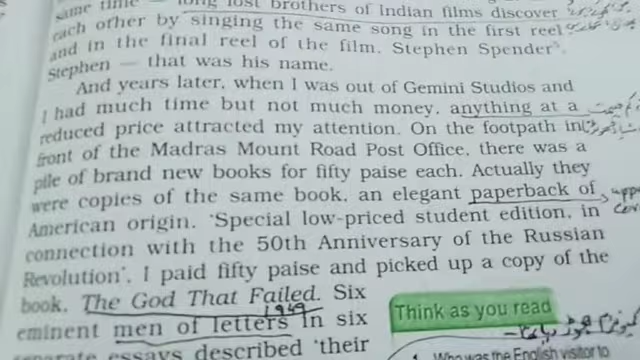 same time — long lost brothers of Indian films discover
each other by singing the same song in the first reel
and in the final reel of the film. Stephen Spender.
Stephen — that was his name.
And years later, when I was out of Gemini Studios and
I had much time but not much money, anything at a
reduced price attracted my attention. On the footpath in
front of the Madras Mount Road Post Office, there was a
pile of brand new books for fifty paise each. Actually they
were copies of the same book, an elegant paperback of
American origin. 'Special low-priced student edition, in
connection with the 50th Anniversary of the Russian
Revolution', I paid fifty paise and picked up a copy of the
book, The God That Failed. Six
1949
eminent men of letters in six
separate essays described 'their
Think as you read
1. Who was the English visitor to